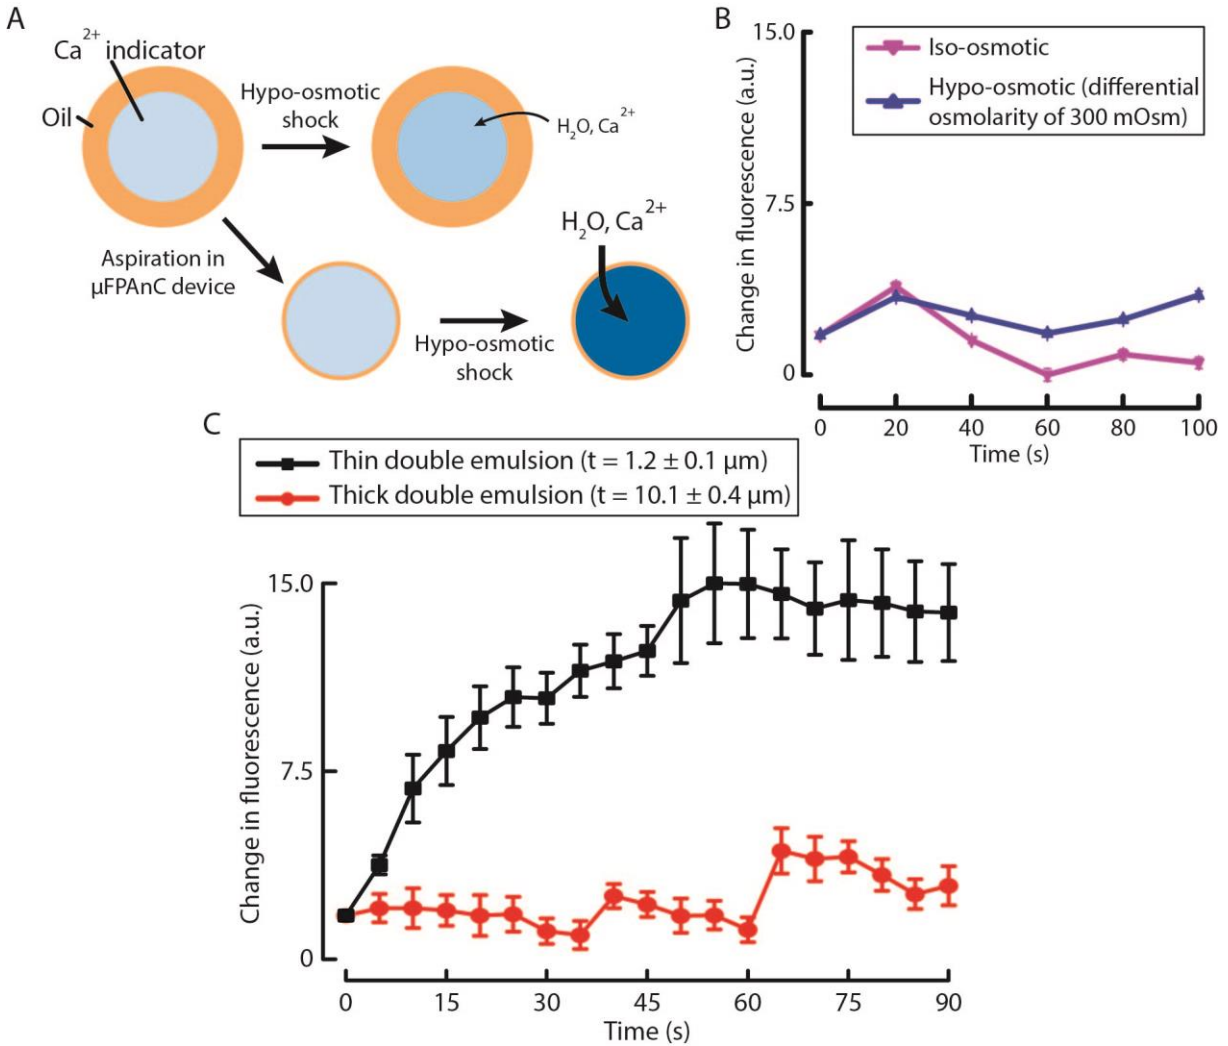 A
Ca2+ indicator
Oil
Hypo-osmotic
shock
H2O, Ca2+
Aspiration in
μFPAnC device
H2O, Ca2+
Hypo-osmotic
shock
B
Iso-osmotic
Hypo-osmotic (differential
osmolarity of 300 mOsm)
Change in fluorescence (a.u.)
15.0
7.5
0
0 20 40 60 80 100
Time (s)
C
Thin double emulsion (t = 1.2 ± 0.1 μm)
Thick double emulsion (t = 10.1 ± 0.4 μm)
Change in fluorescence (a.u.)
15.0
7.5
0
0 15 30 45 60 75 90
Time (s)